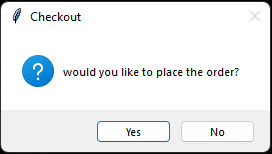 Checkout
would you like to place the order?
Yes
No